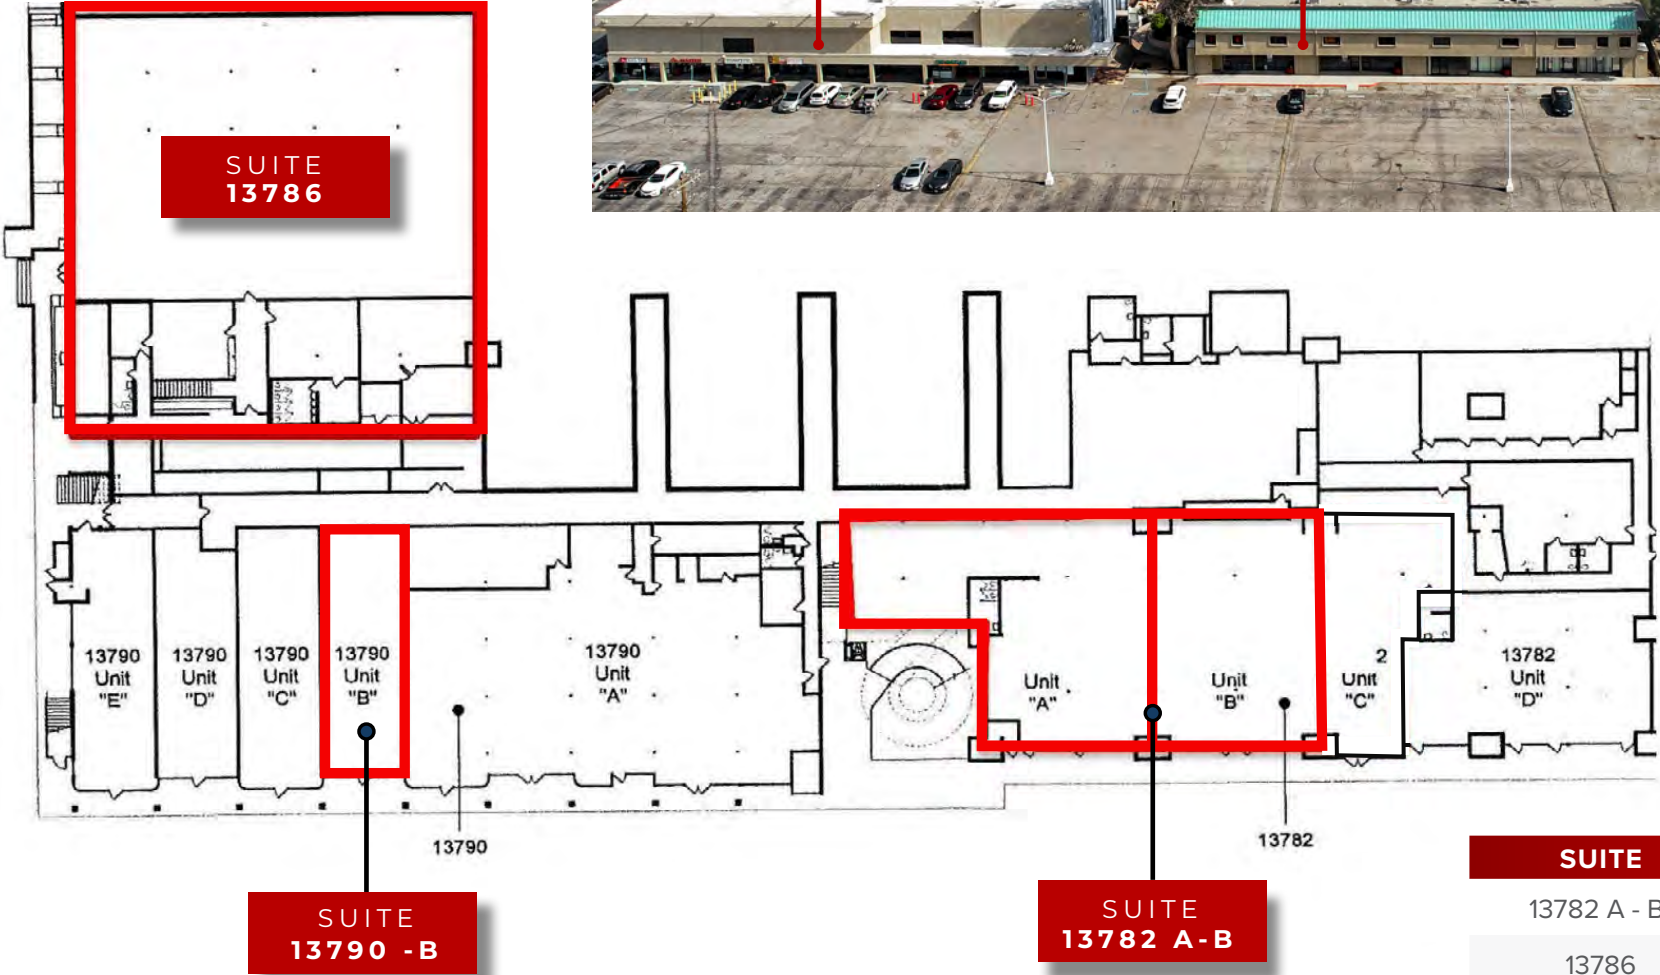 SUITE
13786
13790
Unit
"E"
13790
Unit
"D"
13790
Unit
"C"
13790
Unit
"B"
13790
Unit
"A"
Unit
"A"
Unit
"B"
2
Unit
"C"
13782
Unit
"D"
13790
13782
SUITE
13790 -B
SUITE
13782 A-B
SUITE
13782 A - B
13786